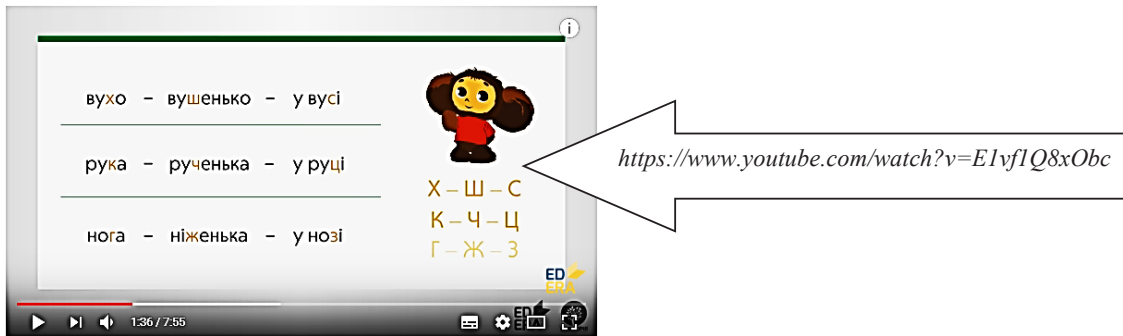 i
вухо – вушенько – у вусі
рука – рученька – у руці
нога – ніженька – у нозі
Х – Ш – С
К – Ч – Ц
Г – Ж – З
https://www.youtube.com/watch?v=E1vf1Q8xObc
ED
ERA
1:36 / 7:55
ED